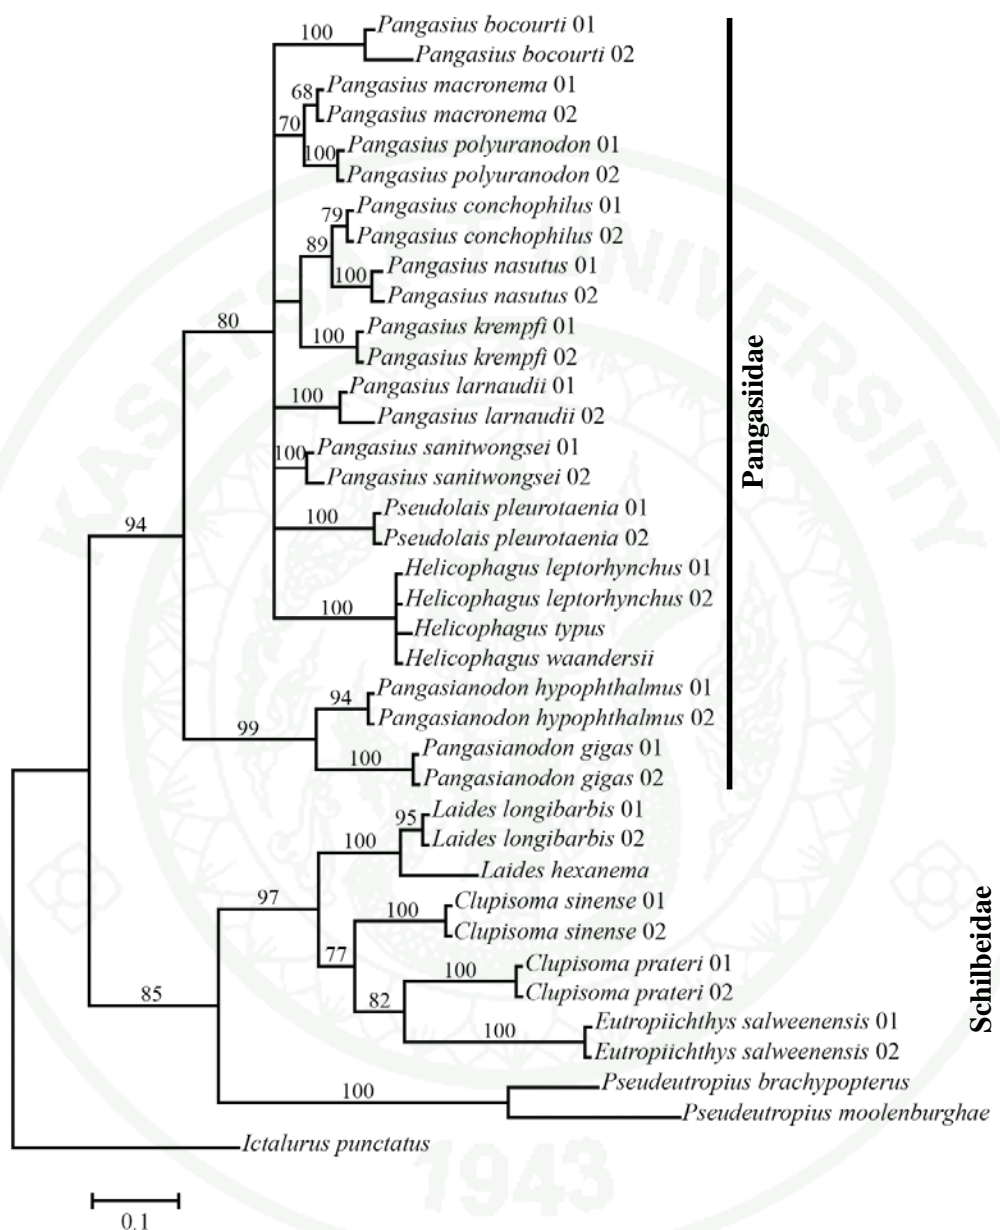 100
Pangasius bocourti 01
Pangasius bocourti 02
68
Pangasius macronema 01
Pangasius macronema 02
70
100
Pangasius polyuranodon 01
Pangasius polyuranodon 02
79
Pangasius conchophilus 01
Pangasius conchophilus 02
89
100
Pangasius nasutus 01
Pangasius nasutus 02
100
Pangasius krempfi 01
Pangasius krempfi 02
80
100
Pangasius larnaudii 01
Pangasius larnaudii 02
100
Pangasius sanitwongsei 01
Pangasius sanitwongsei 02
100
Pseudolais pleurotaenia 01
Pseudolais pleurotaenia 02
94
100
Helicophagus leptorhynchus 01
Helicophagus leptorhynchus 02
Helicophagus typus
Helicophagus waandersii
94
Pangasianodon hypophthalmus 01
Pangasianodon hypophthalmus 02
99
100
Pangasianodon gigas 01
Pangasianodon gigas 02
Pangasiidae
95
Laides longibarbis 01
Laides longibarbis 02
100
Laides hexanema
97
100
Clupisoma sinense 01
Clupisoma sinense 02
77
100
Clupisoma prateri 01
Clupisoma prateri 02
82
85
100
Eutropiichthys salweenensis 01
Eutropiichthys salweenensis 02
100
Pseudeutropius brachypopterus
Pseudeutropius moolenburghae
Schilbeidae
Ictalurus punctatus
0.1
KASETSART UNIVERSITY
1943